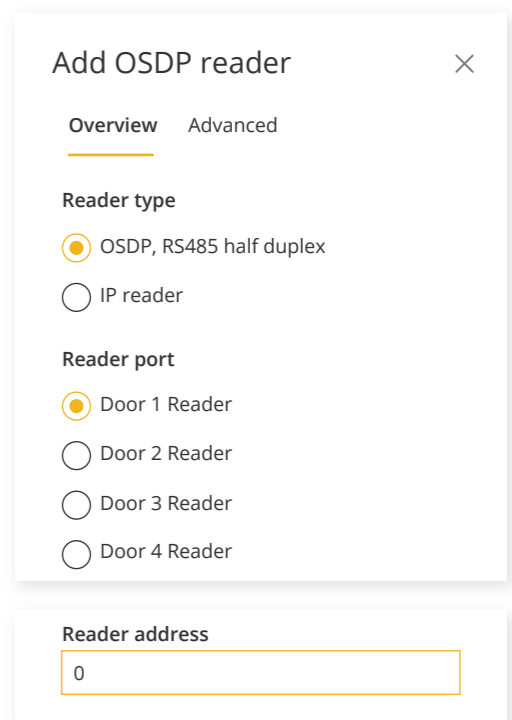 Add OSDP reader
Overview Advanced
Reader type
OSDP, RS485 half duplex
IP reader
Reader port
Door 1 Reader
Door 2 Reader
Door 3 Reader
Door 4 Reader
Reader address
0